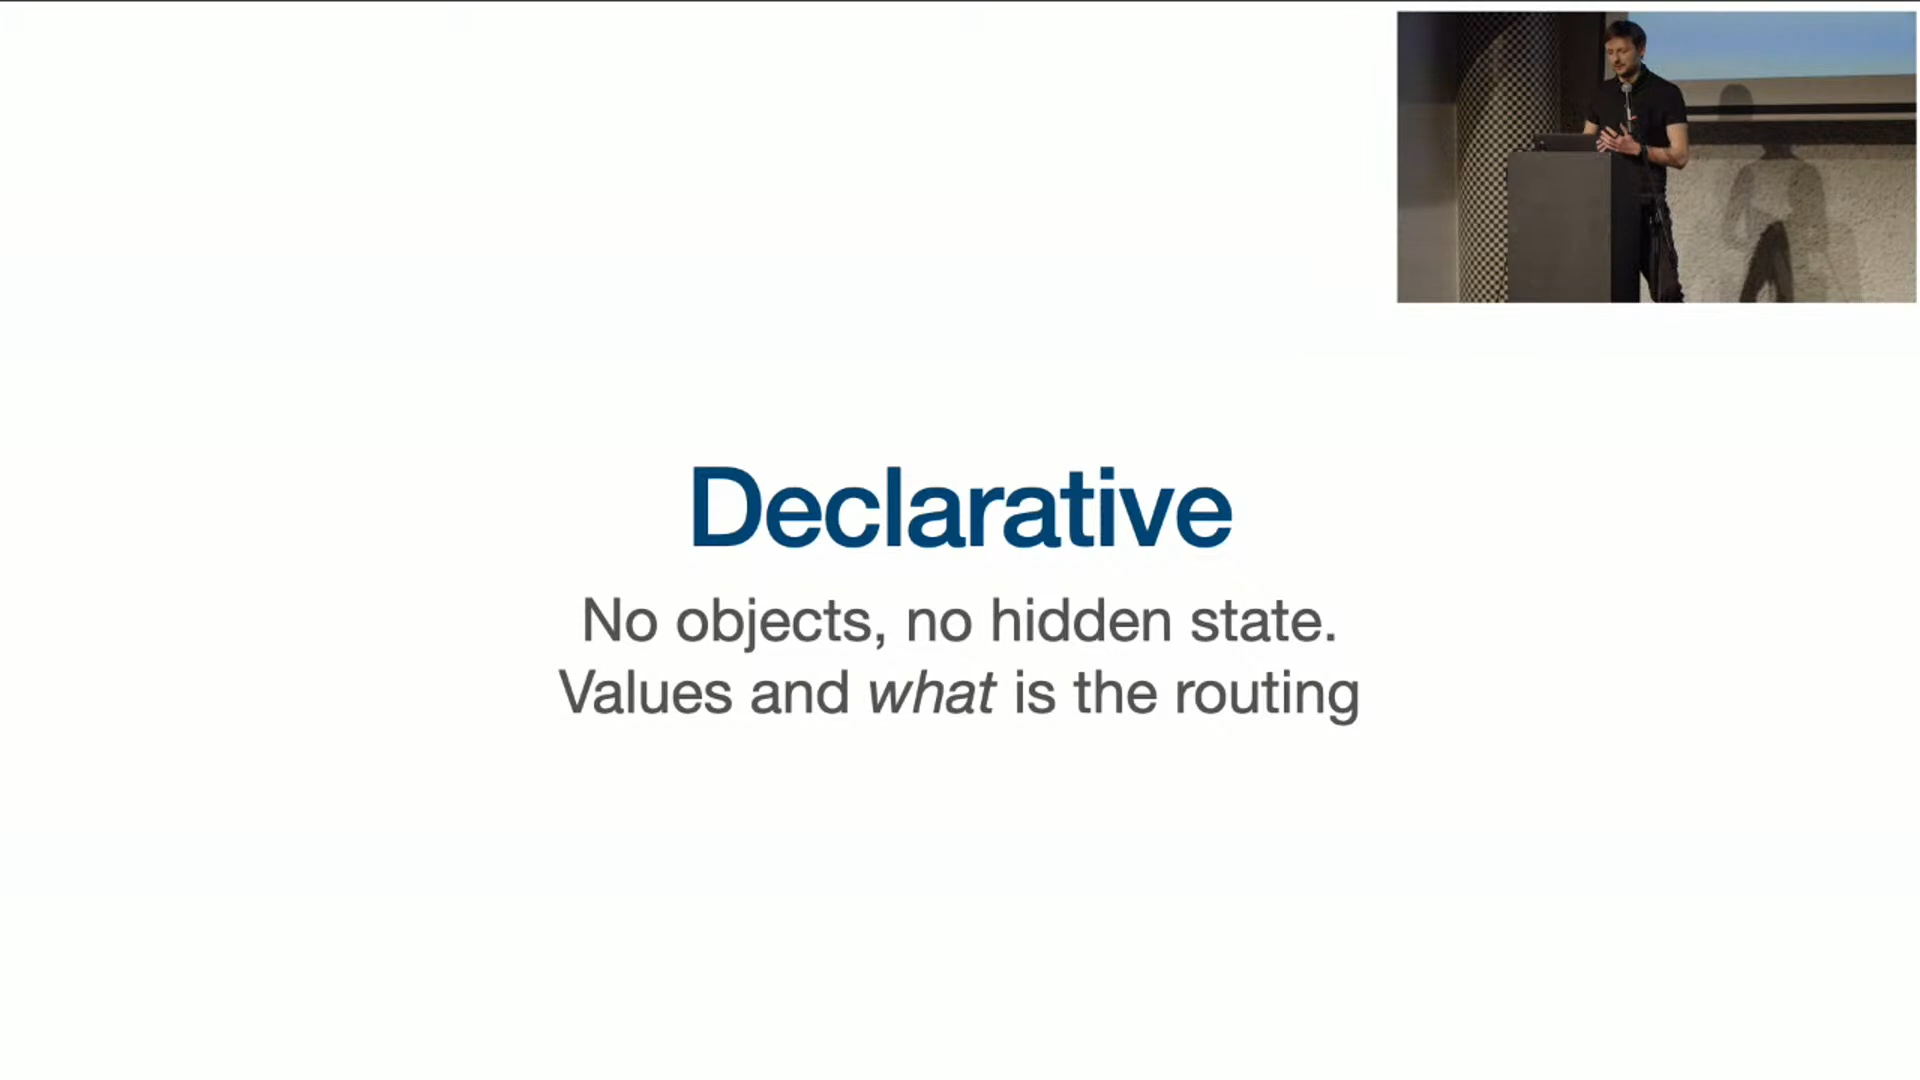 Declarative
No objects, no hidden state.
Values and what is the routing